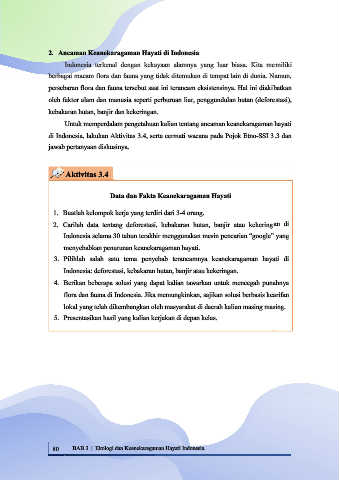 2. Ancaman Keanekaragaman Hayati di Indonesia
Indonesia terkenal dengan kekayaan alamnya yang luar biasa. Kita memiliki
berbagai macam flora dan fauna yang tidak ditemukan di tempat lain di dunia. Namun,
persebaran flora dan fauna tersebut saat ini terancam eksistensinya. Hal ini diakibatkan
oleh faktor alam dan manusia seperti perburuan liar, penggundulan hutan (deforestasi),
kebakaran hutan, banjir dan kekeringan.
Untuk memperdalam pengetahuan kalian tentang ancaman keanekaragaman hayati
di Indonesia, lakukan Aktivitas 3.4, serta cermati wacana pada Pojok Etno-SSI 3.3 dan
jawab pertanyaan diskusinya.
Aktivitas 3.4
Data dan Fakta Keanekaragaman Hayati
1. Buatlah kelompok kerja yang terdiri dari 3-4 orang.
2. Carilah data tentang deforestasi, kebakaran hutan, banjir atau kekeringan di
Indonesia selama 30 tahun terakhir menggunakan mesin pencarian "google" yang
menyebabkan penurunan keanekaragaman hayati.
3. Pilihlah salah satu tema penyebab terancamnya keanekaragaman hayati di
Indonesia: deforestasi, kebakaran hutan, banjir atau kekeringan.
4. Berikan beberapa solusi yang dapat kalian tawarkan untuk mencegah punahnya
flora dan fauna di Indonesia. Jika memungkinkan, sajikan solusi berbasis kearifan
lokal yang telah dikembangkan oleh masyarakat di daerah kalian masing masing.
5. Presentasikan hasil yang kalian kerjakan di depan kelas.
80 BAB 3 | Ekologi dan Keanekaragaman Hayati Indonesia